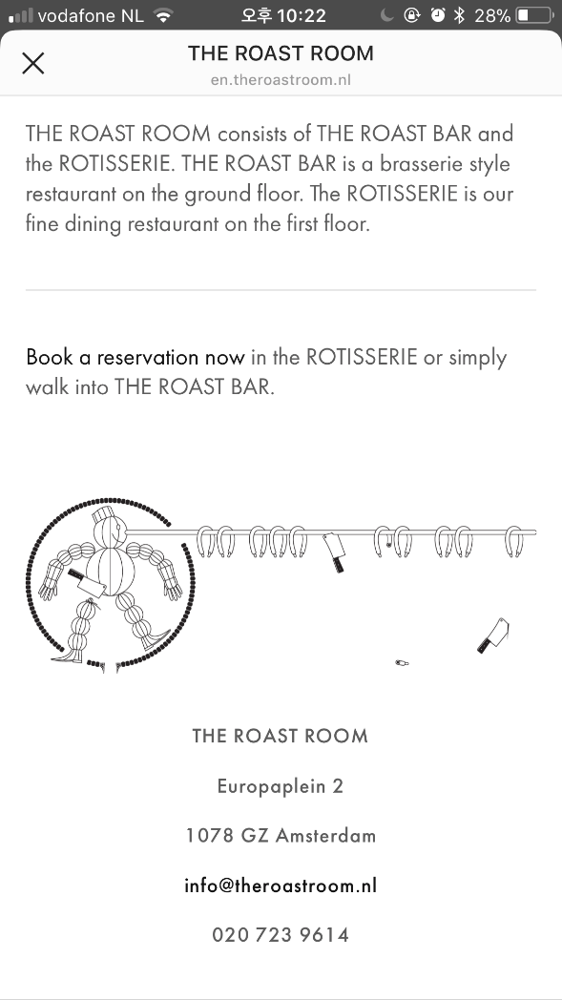 vodafone NL 오후 10:22 28%
THE ROAST ROOM
en.theroastroom.nl
THE ROAST ROOM consists of THE ROAST BAR and
the ROTISSERIE. THE ROAST BAR is a brasserie style
restaurant on the ground floor. The ROTISSERIE is our
fine dining restaurant on the first floor.
Book a reservation now in the ROTISSERIE or simply
walk into THE ROAST BAR.
THE ROAST ROOM
Europaplein 2
1078 GZ Amsterdam
info@theroastroom.nl
020 723 9614